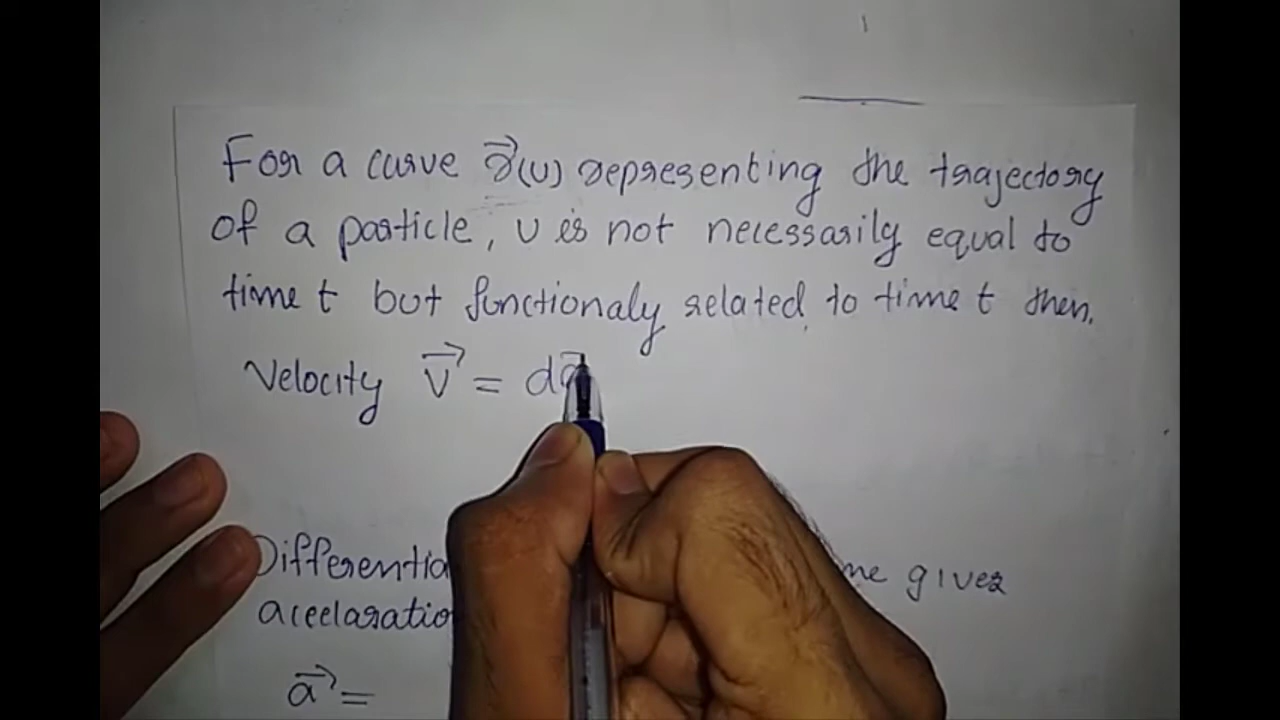 For a curve r⃗(u) representing the trajectory
of a particle, u is not necessarily equal to
time t but functionaly related to time t then.
Velocity v⃗ = d
Differentia me gives
aceelaratio
a⃗ =